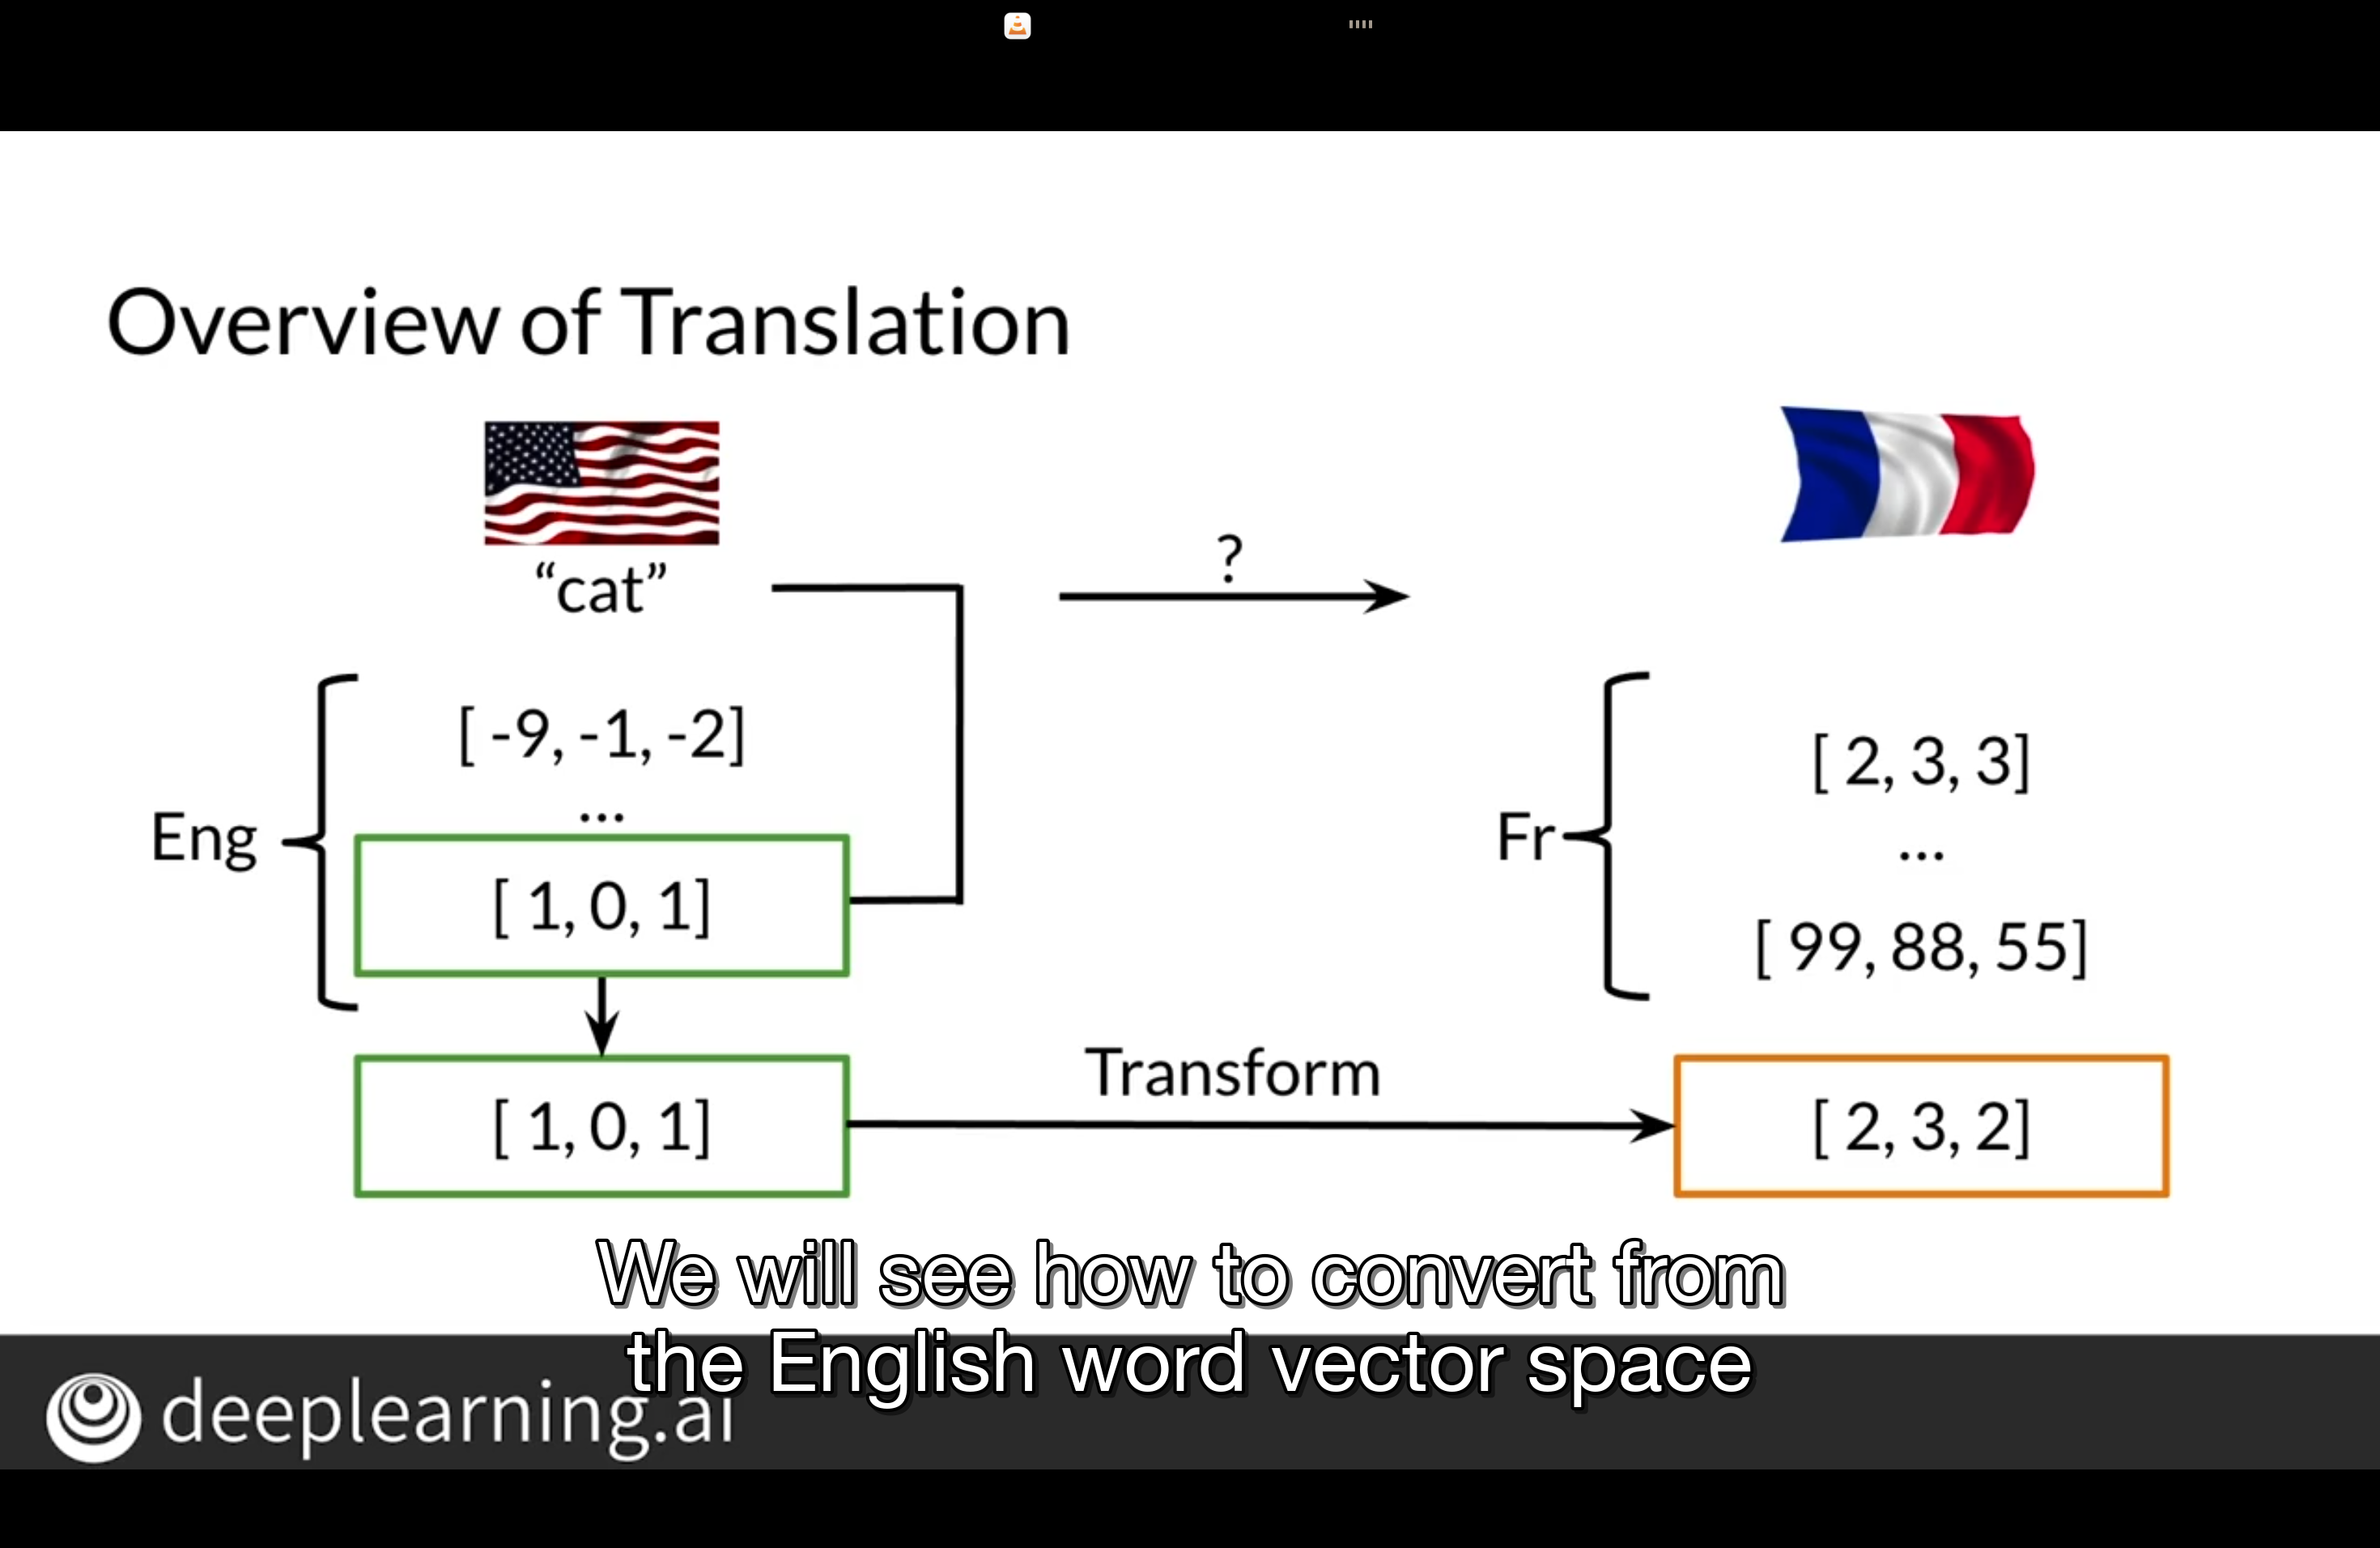 Overview of Translation
“cat”
?
Eng
[ -9, -1, -2]
...
[ 1, 0, 1]
Fr
[ 2, 3, 3]
...
[ 99, 88, 55]
[ 1, 0, 1]
Transform
[ 2, 3, 2]
We will see how to convert from
the English word vector space
deeplearning.ai